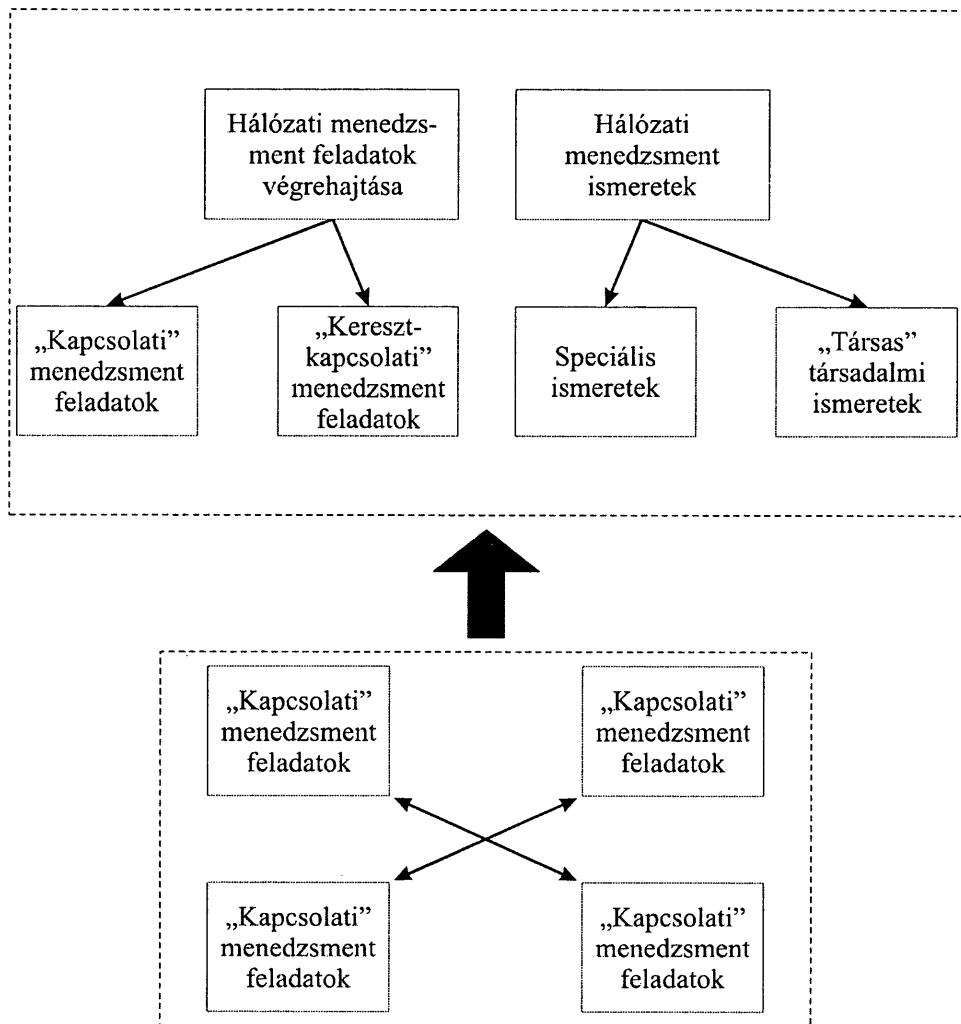 Hálózati menedzs-
ment feladatok
végrehajtása
Hálózati
menedzsment
ismeretek
„Kapcsolati”
menedzsment
feladatok
„Kereszt-
kapcsolati”
menedzsment
feladatok
Speciális
ismeretek
„Társas”
társadalmi
ismeretek
„Kapcsolati”
menedzsment
feladatok
„Kapcsolati”
menedzsment
feladatok
„Kapcsolati”
menedzsment
feladatok
„Kapcsolati”
menedzsment
feladatok